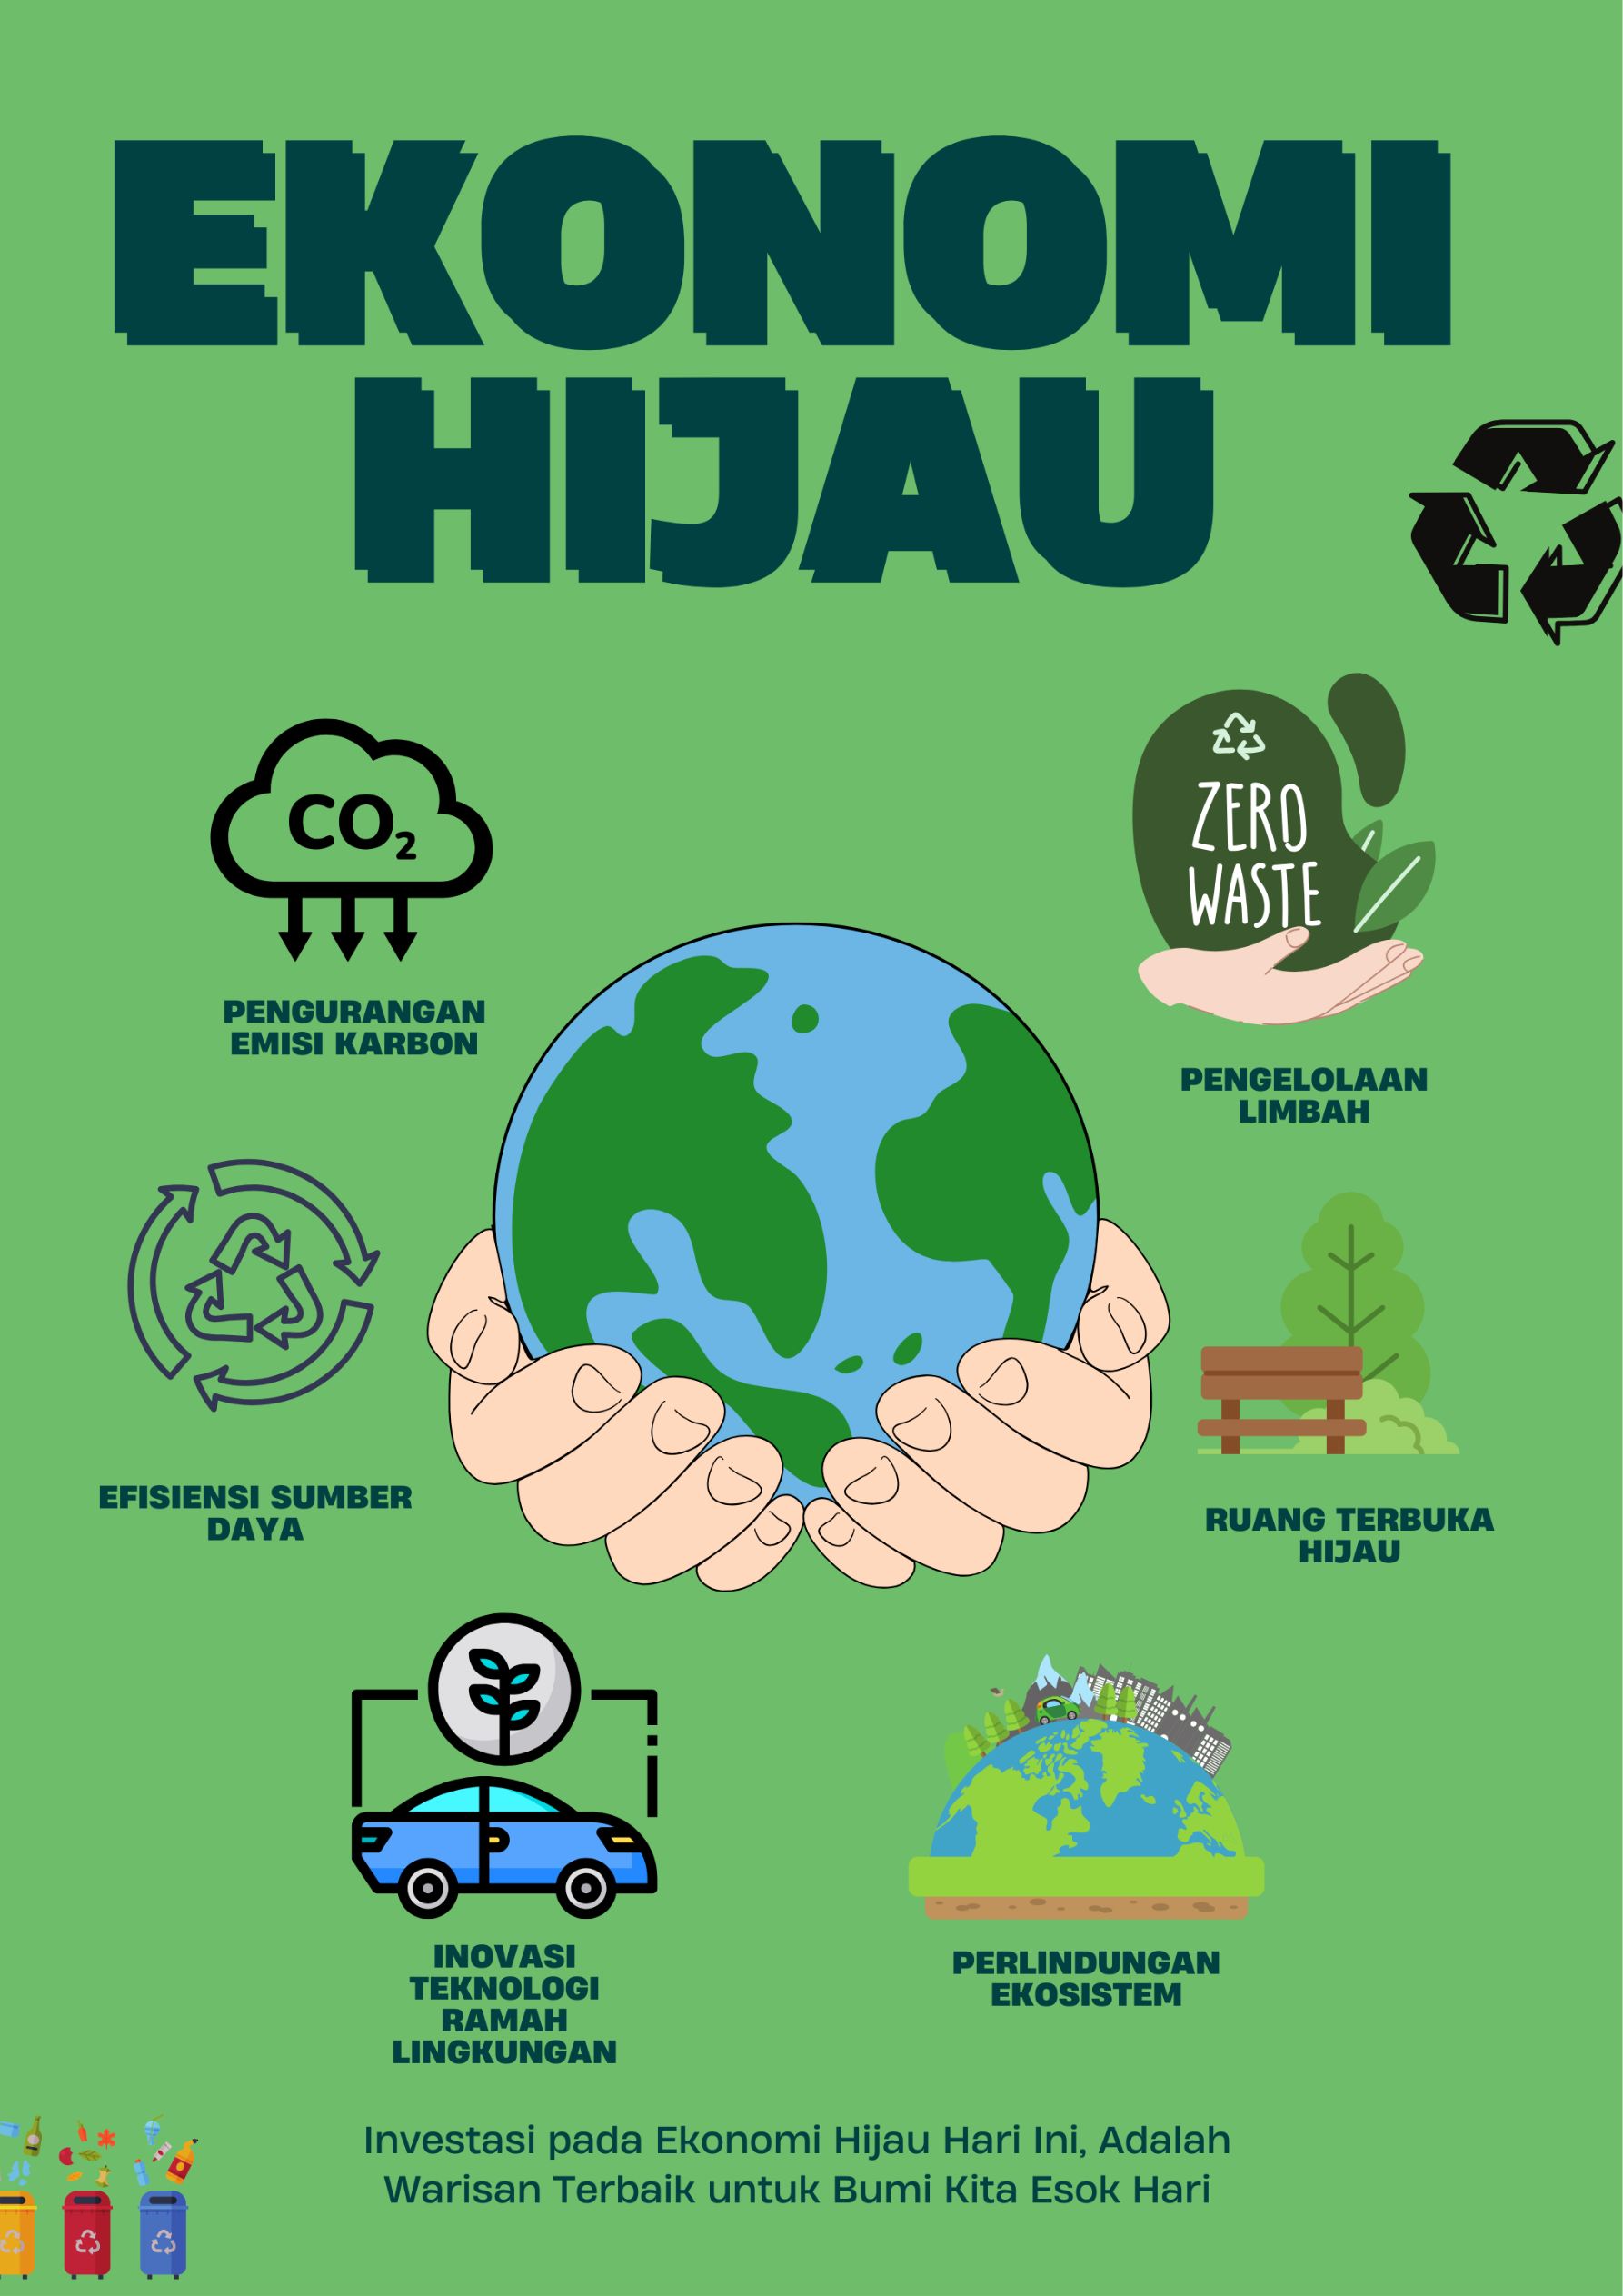 EKONOMI
HIJAU
CO₂
PENGURANGAN
EMISI KARBON
ZERO
WASTE
PENGELOLAAN
LIMBAH
EFISIENSI SUMBER
DAYA
RUANG TERBUKA
HIJAU
INOVASI
TEKNOLOGI
RAMAH
LINGKUNGAN
PERLINDUNGAN
EKOSISTEM
Investasi pada Ekonomi Hijau Hari Ini, Adalah
Warisan Terbaik untuk Bumi Kita Esok Hari